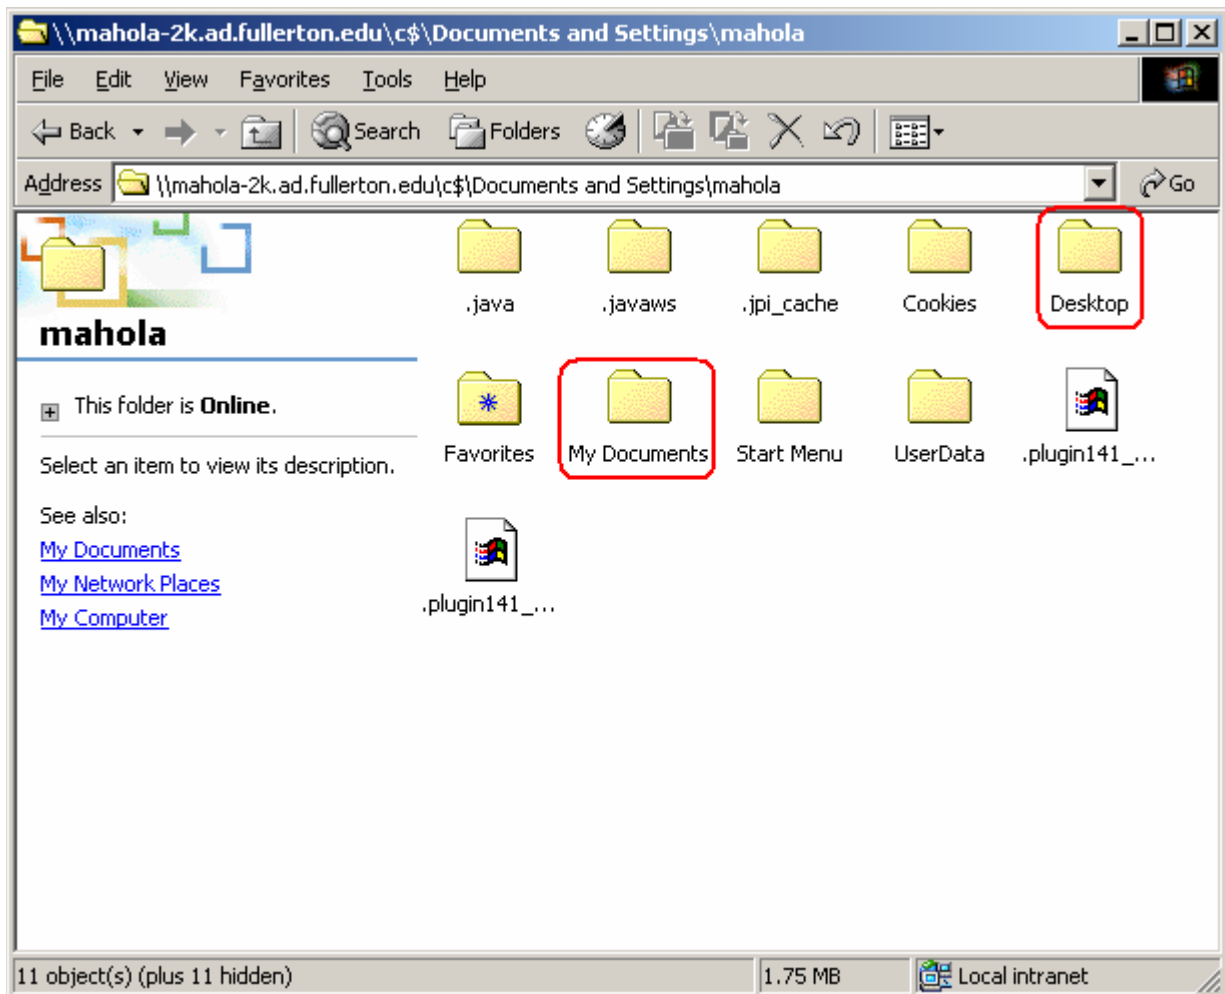 \\mahola-2k.ad.fullerton.edu\c$\Documents and Settings\mahola
File Edit View Favorites Tools Help
Back Search Folders
Address \\mahola-2k.ad.fullerton.edu\c$\Documents and Settings\mahola Go
mahola
This folder is Online.
Select an item to view its description.
See also:
My Documents
My Network Places
My Computer
.java .javaws .jpi_cache Cookies Desktop
Favorites My Documents Start Menu UserData .plugin141_...
.plugin141_...
11 object(s) (plus 11 hidden) 1.75 MB Local intranet